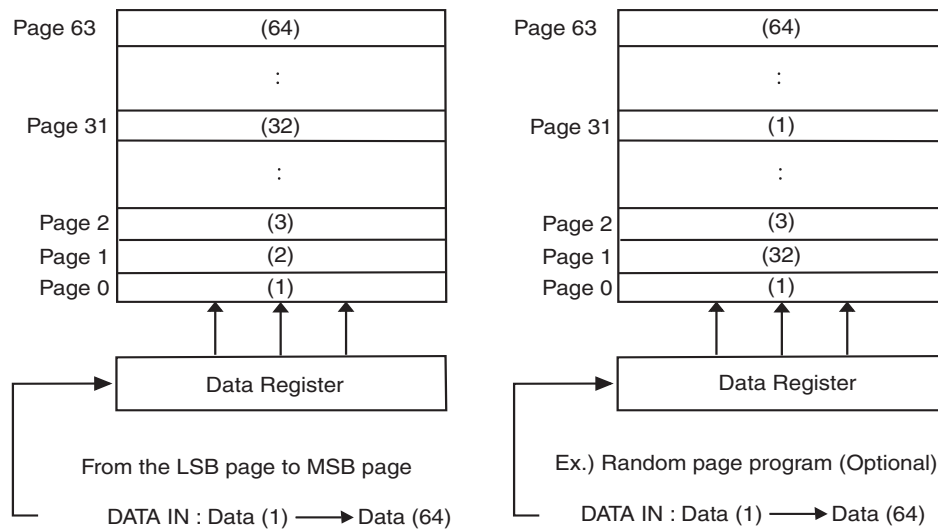 Page 63 (64)
:
Page 31 (32)
:
Page 2 (3)
Page 1 (2)
Page 0 (1)
Data Register
From the LSB page to MSB page
DATA IN : Data (1) → Data (64)
Page 63 (64)
:
Page 31 (1)
:
Page 2 (3)
Page 1 (32)
Page 0 (1)
Data Register
Ex.) Random page program (Optional)
DATA IN : Data (1) → Data (64)